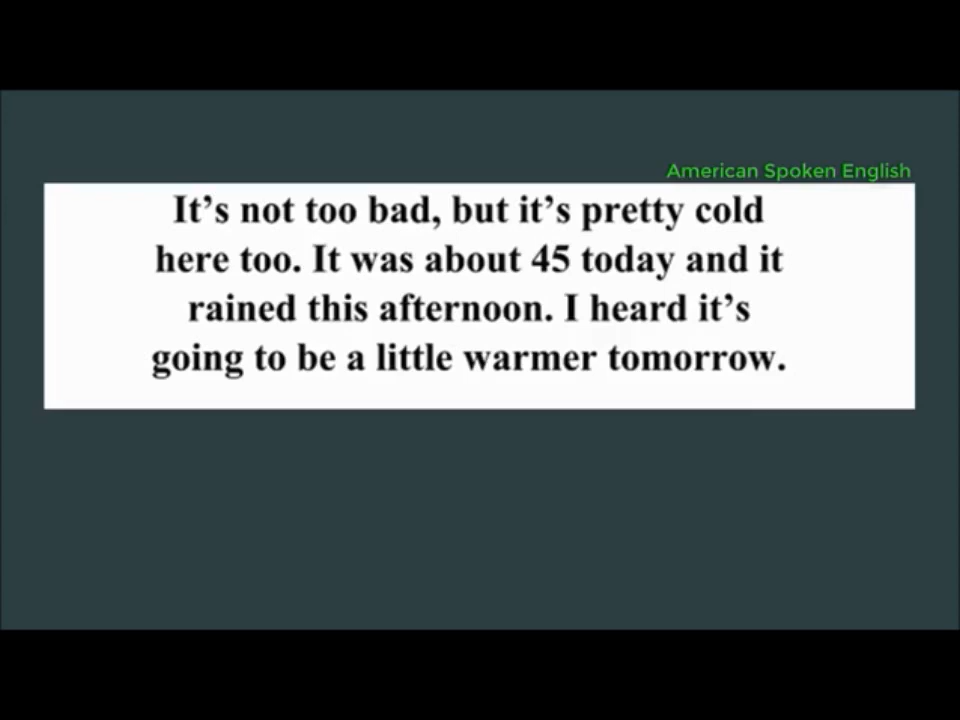 American Spoken English
It’s not too bad, but it’s pretty cold
here too. It was about 45 today and it
rained this afternoon. I heard it’s
going to be a little warmer tomorrow.